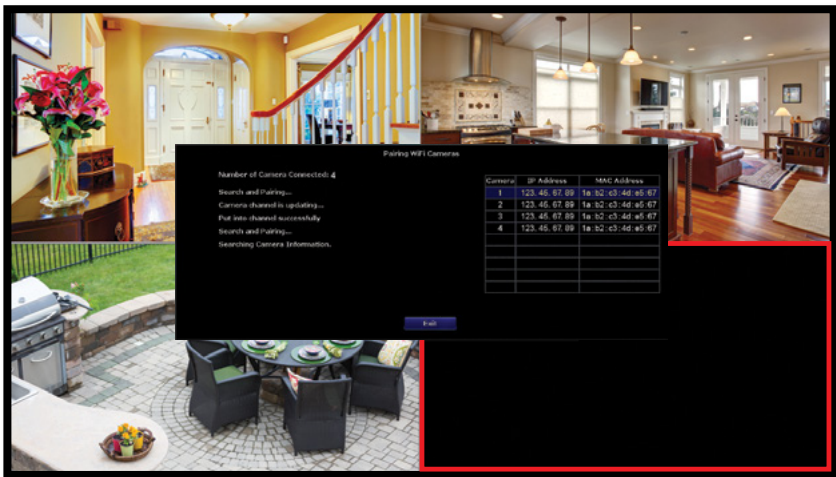 Pairing WiFi Cameras
Number of Camera Connected: 4
Search and Pairing...
Camera channel is updating...
Put into channel successfully
Search and Pairing...
Searching Camera Information.
Camera IP Address MAC Address
1 123. 45. 67. 89 1a:b2:c3:4d:e5:67
2 123. 45. 67. 89 1a:b2:c3:4d:e5:67
3 123. 45. 67. 89 1a:b2:c3:4d:e5:67
4 123. 45. 67. 89 1a:b2:c3:4d:e5:67
Exit